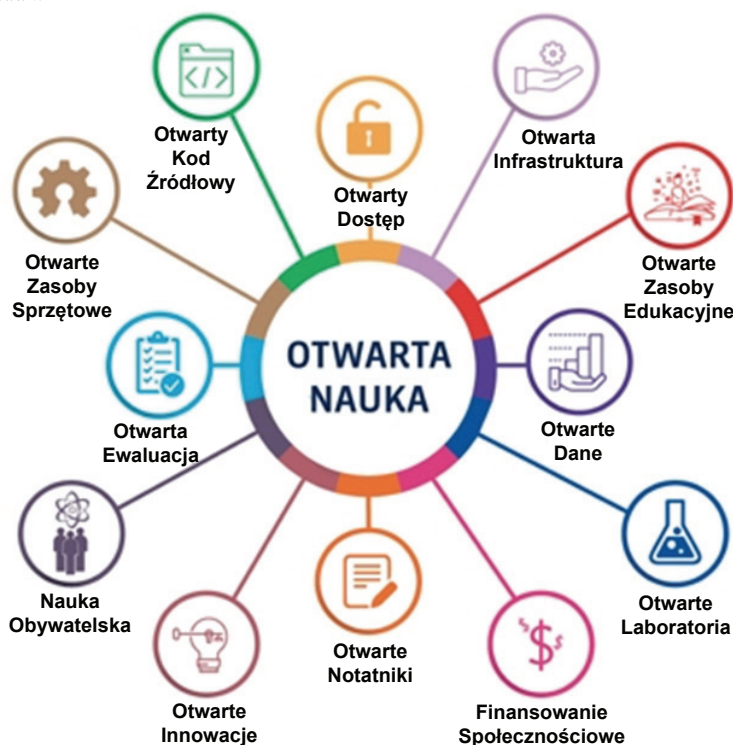 Otwarty
Kod
Źródłowy
Otwarty
Dostęp
Otwarta
Infrastruktura
Otwarte
Zasoby
Sprzętowe
Otwarte
Zasoby
Edukacyjne
OTWARTA
NAUKA
Otwarta
Ewaluacja
Otwarte
Dane
Nauka
Obywatelska
Otwarte
Laboratoria
Otwarte
Notatniki
Otwarte
Innowacje
Finansowanie
Społecznościowe